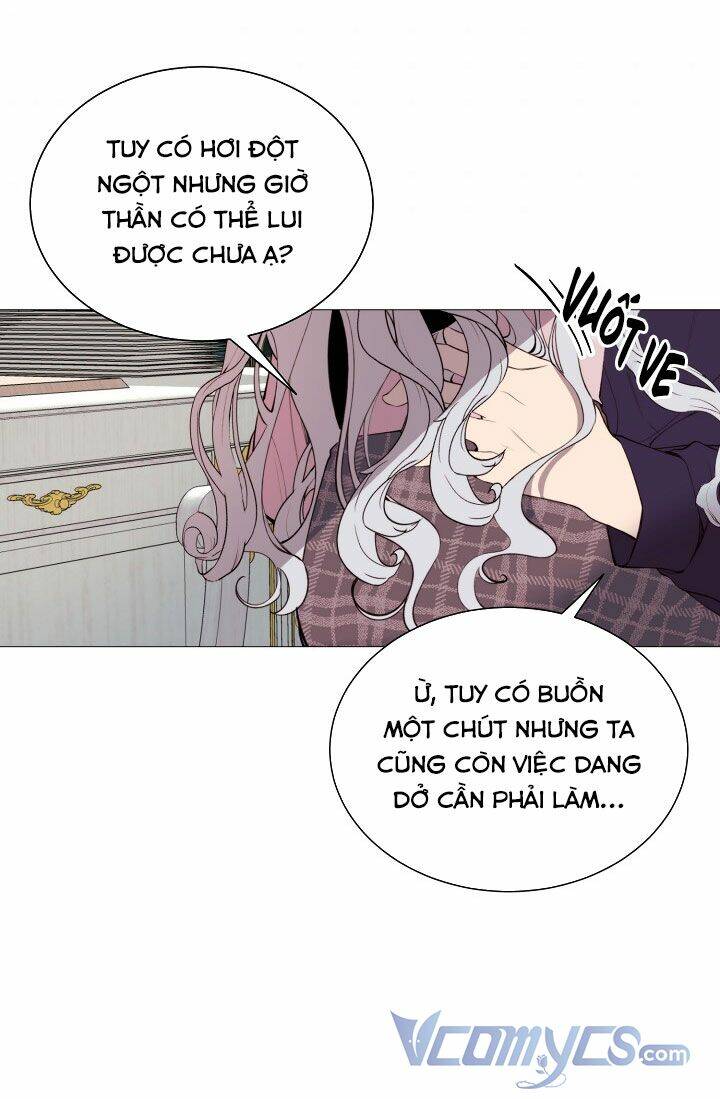 TUY CÓ HƠI ĐỘT
NGỘT NHƯNG GIỜ
THẦN CÓ THỂ LUI
ĐƯỢC CHƯA Ạ?
VUỐT VE
Ừ, TUY CÓ BUỒN
MỘT CHÚT NHƯNG TA
CŨNG CÒN VIỆC DANG
DỞ CẦN PHẢI LÀM...
VCOMYCS.com